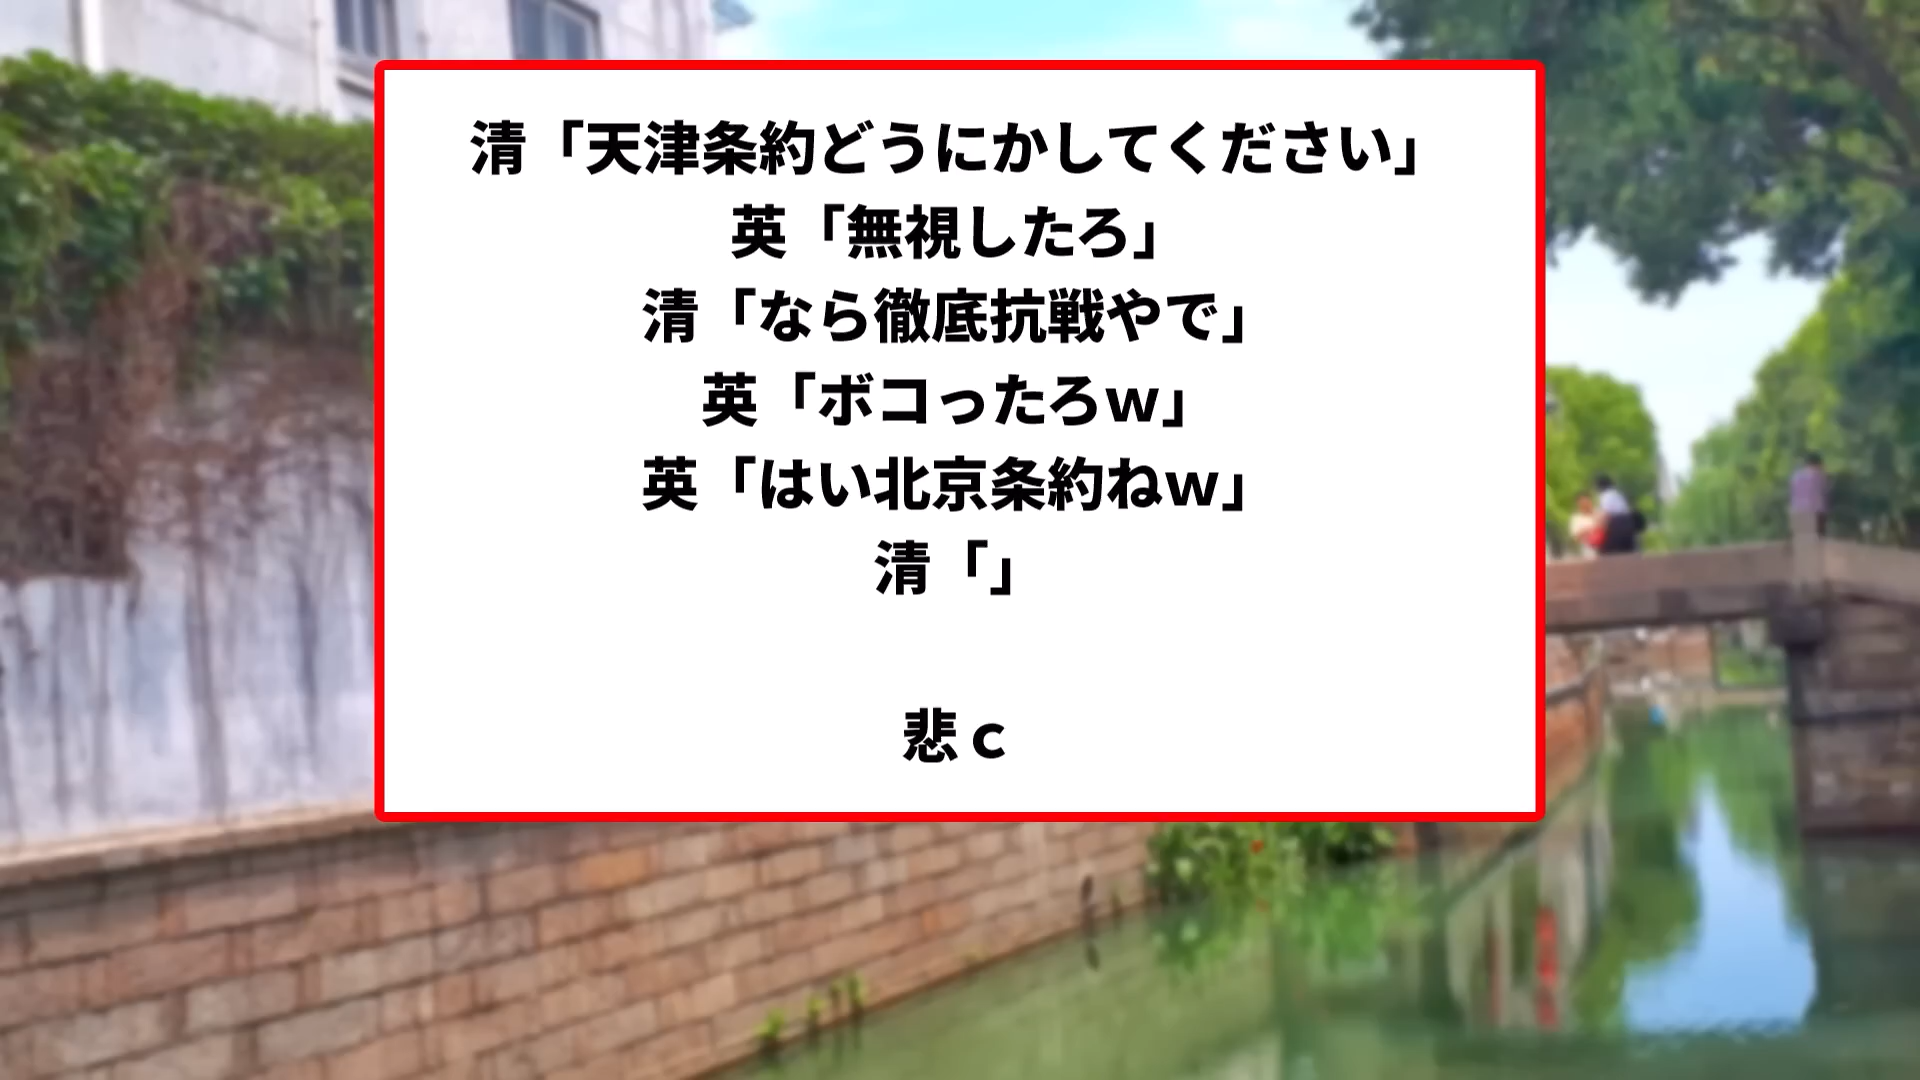 清「天津条約どうにかしてください」
英「無視したろ」
清「なら徹底抗戦やで」
英「ボコったろｗ」
英「はい北京条約ねｗ」
清「」
悲ｃ